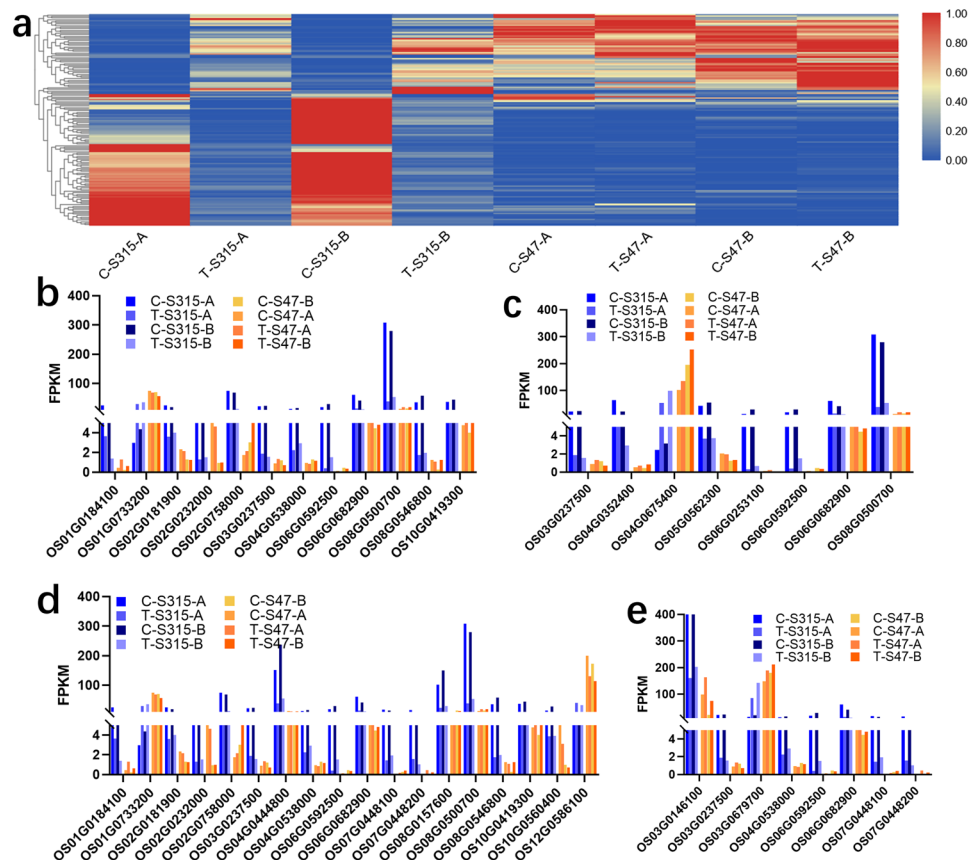 a
1.00
0.80
0.60
0.40
0.20
0.00
C-S315-A
T-S315-A
C-S315-B
T-S315-B
C-S47-A
T-S47-A
C-S47-B
T-S47-B
b
FPKM
400
300
200
100
4
2
0
C-S315-A C-S47-B
T-S315-A C-S47-A
C-S315-B T-S47-A
T-S315-B T-S47-B
OS01G0184100
OS01G0733200
OS02G0181900
OS02G0232000
OS02G0758000
OS03G0237500
OS04G0538000
OS06G0592500
OS06G0682900
OS08G0500700
OS08G0546800
OS10G0419300
c
FPKM
400
300
200
100
4
2
0
C-S315-A C-S47-B
T-S315-A C-S47-A
C-S315-B T-S47-A
T-S315-B T-S47-B
OS03G0237500
OS04G0352400
OS04G0675400
OS05G0562300
OS06G0253100
OS06G0592500
OS06G0682900
OS08G0500700
d
FPKM
400
300
200
100
4
2
0
C-S315-A C-S47-B
T-S315-A C-S47-A
C-S315-B T-S47-A
T-S315-B T-S47-B
OS01G0184100
OS01G0733200
OS02G0181900
OS02G0232000
OS02G0758000
OS03G0237500
OS04G0444800
OS04G0538000
OS06G0592500
OS06G0682900
OS07G0448100
OS07G0448200
OS08G0157600
OS08G0500700
OS08G0546800
OS10G0419300
OS10G0560400
OS12G0586100
e
FPKM
400
300
200
100
4
2
0
C-S315-A C-S47-B
T-S315-A C-S47-A
C-S315-B T-S47-A
T-S315-B T-S47-B
OS03G0146100
OS03G0237500
OS03G0679700
OS04G0538000
OS06G0592500
OS06G0682900
OS07G0448100
OS07G0448200